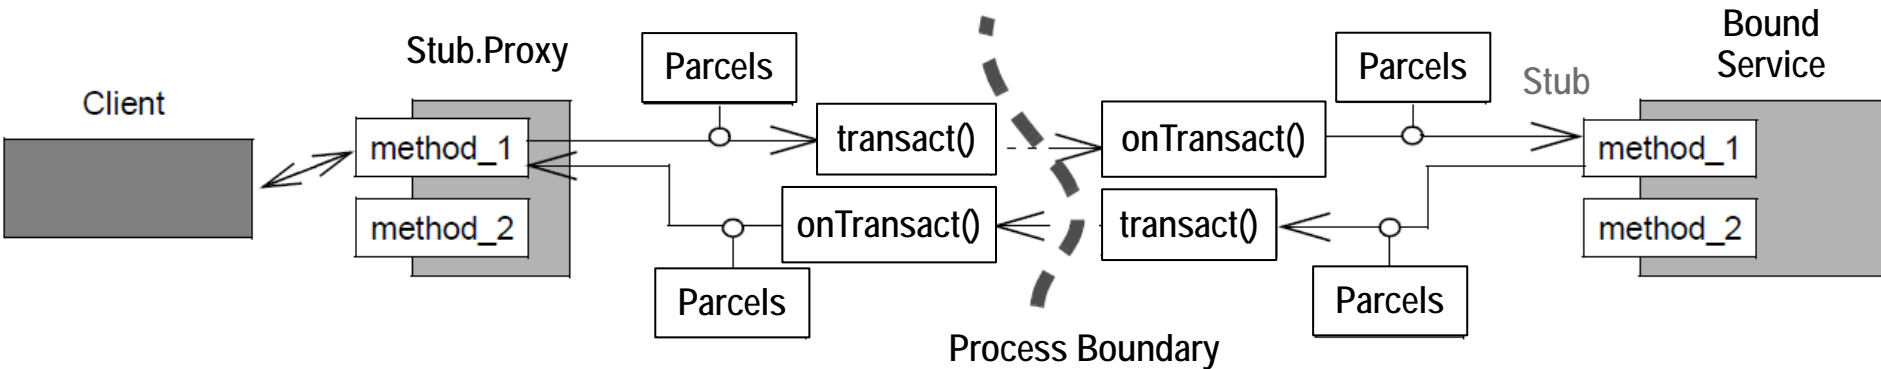 Client
Stub.Proxy
method_1
method_2
Parcels
transact()
onTransact()
Parcels
Process Boundary
Parcels
onTransact()
transact()
Parcels
Stub
Bound
Service
method_1
method_2